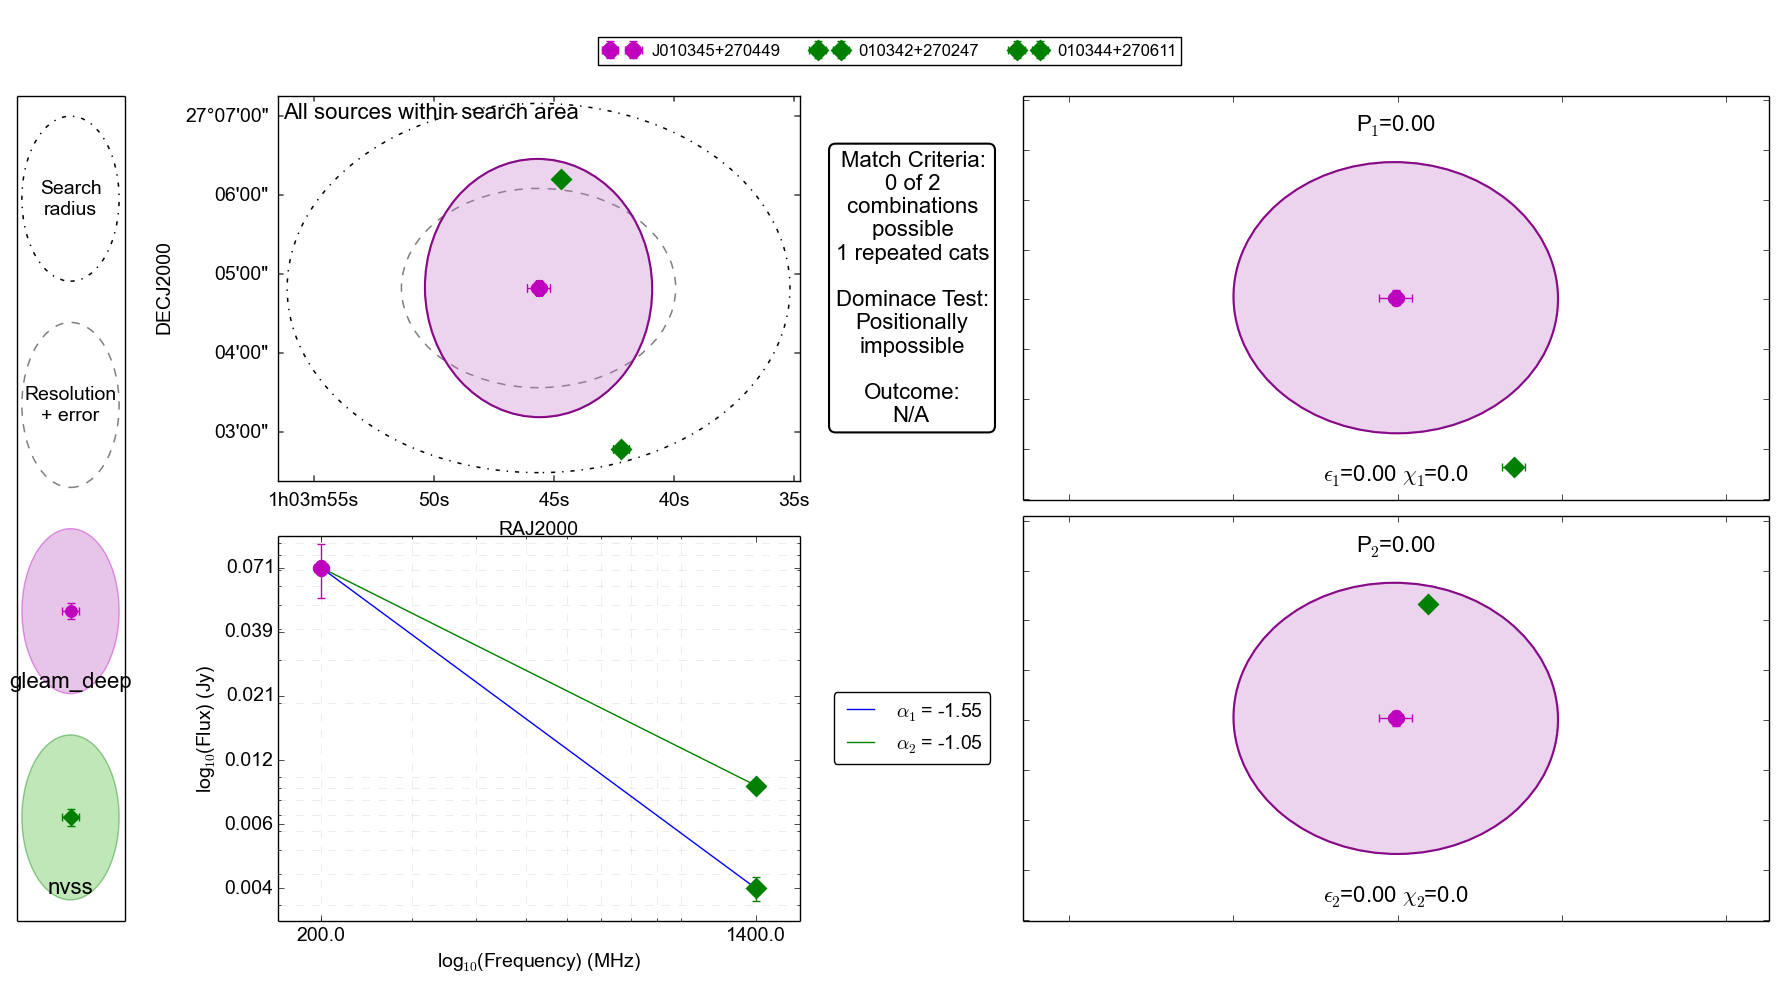 J010345+270449 010342+270247 010344+270611
Search
radius
Resolution
+ error
gleam_deep
nvss
All sources within search area
27°07'00"
06'00"
05'00"
04'00"
03'00"
DECJ2000
1h03m55s 50s 45s 40s 35s
RAJ2000
Match Criteria:
0 of 2
combinations
possible
1 repeated cats
Dominace Test:
Positionally
impossible
Outcome:
N/A
P1=0.00
ϵ1=0.00 χ1=0.0
0.071
0.039
0.021
0.012
0.006
0.004
log10(Flux) (Jy)
200.0 1400.0
log10(Frequency) (MHz)
α1 = -1.55
α2 = -1.05
P2=0.00
ϵ2=0.00 χ2=0.0